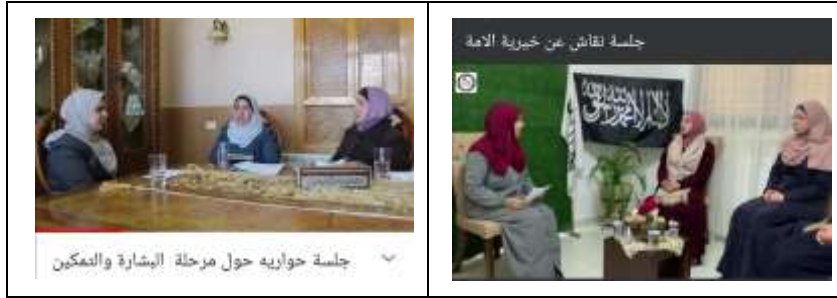 جلسة نقاش عن خيرية الامة
لا إله إلا الله محمد رسول الله
جلسة حواريه حول مرحلة البشارة والتمكين